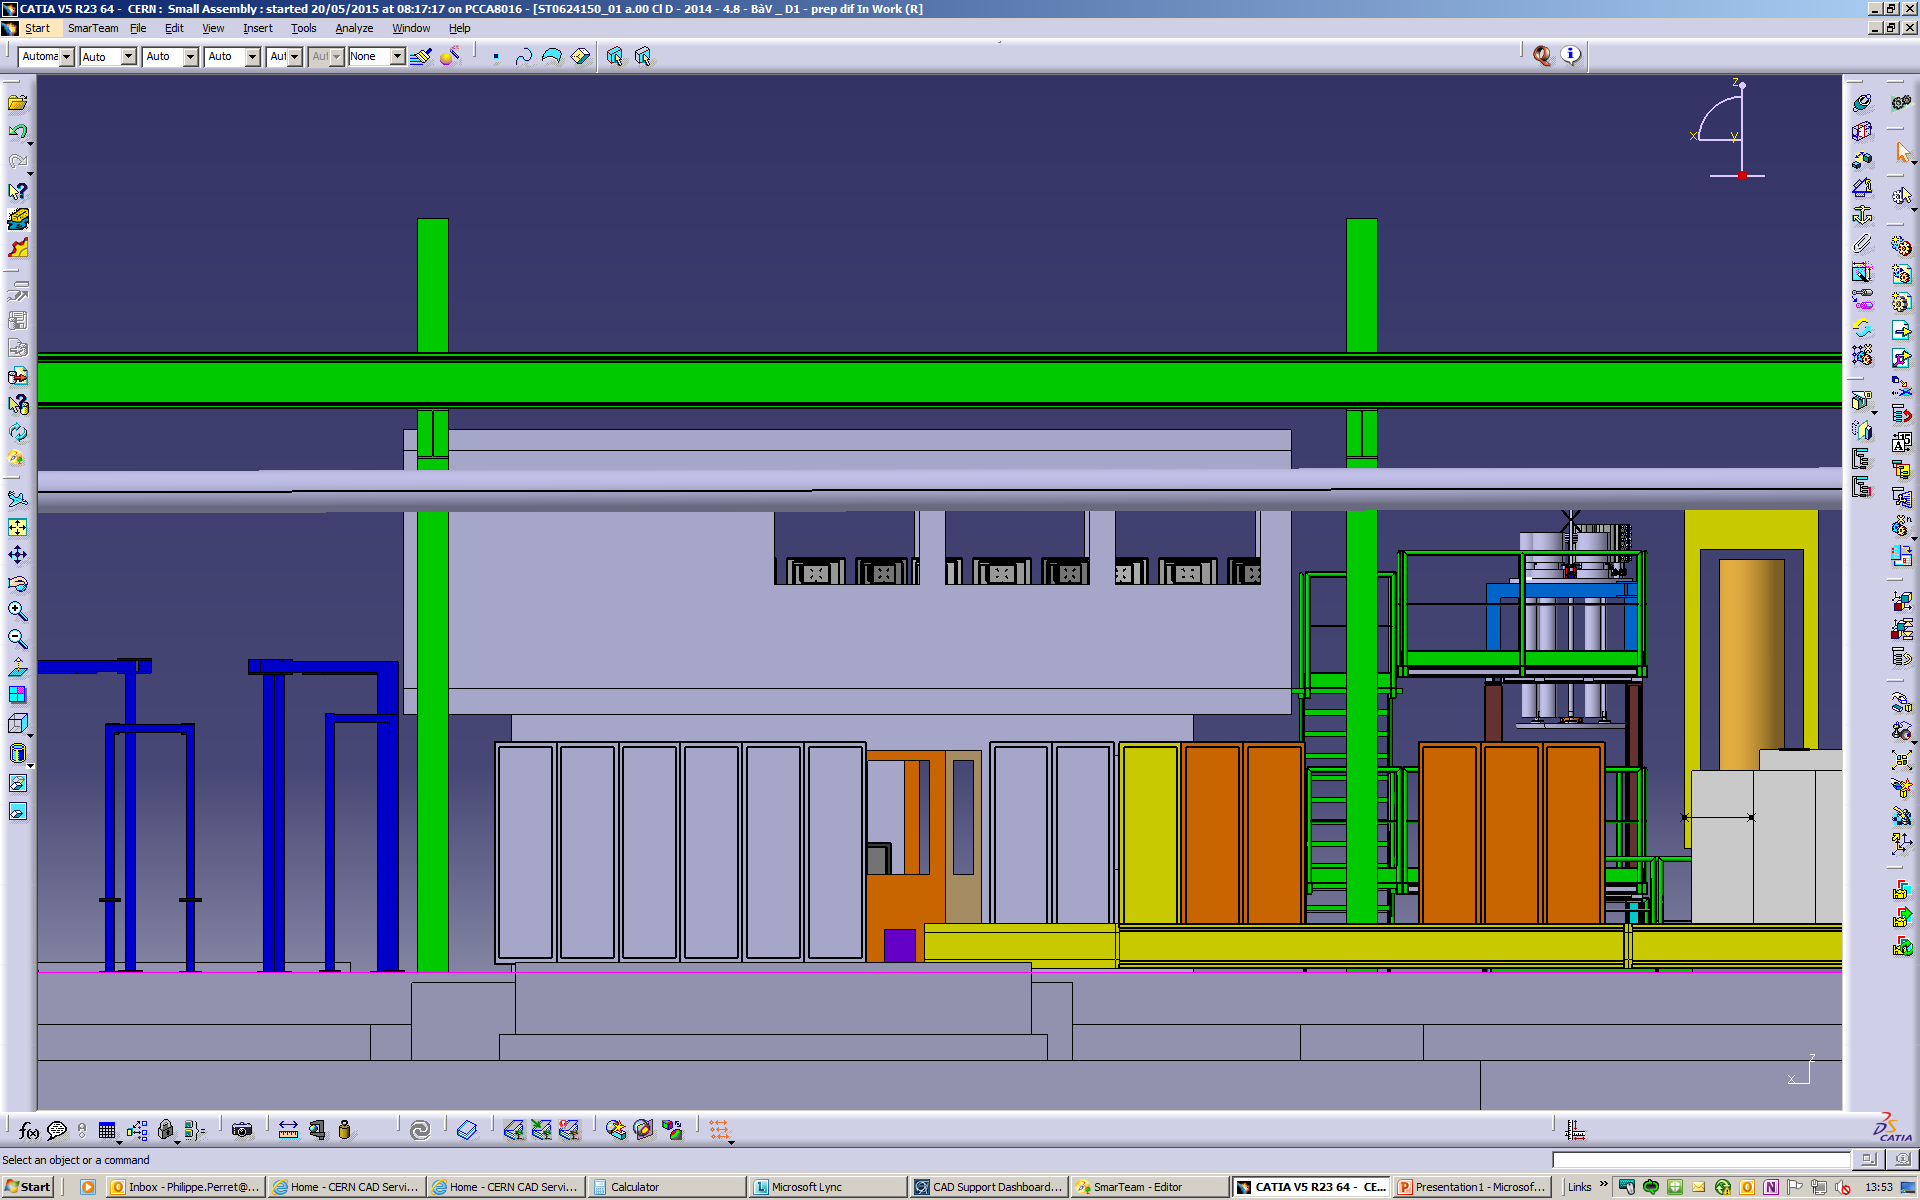 CATIA V5 R23 64 - CERN : Small Assembly : started 20/05/2015 at 08:17:17 on PCCA8016 - [ST0624150_01 a.00 Cl D - 2014 - 4.8 - BàV _ D1 - prep dif In Work (R]
Start SmarTeam File Edit View Insert Tools Analyze Window Help
Automa Auto Auto Auto Aut Aut None
z
x y
z
x
f(x)
DS CATIA
Select an object or a command
Start Inbox - Philippe.Perret@... Home - CERN CAD Servi... Home - CERN CAD Servi... Calculator Microsoft Lync CAD Support Dashboard... SmarTeam - Editor CATIA V5 R23 64 - CE... Presentation1 - Microsof... Links » 13:53